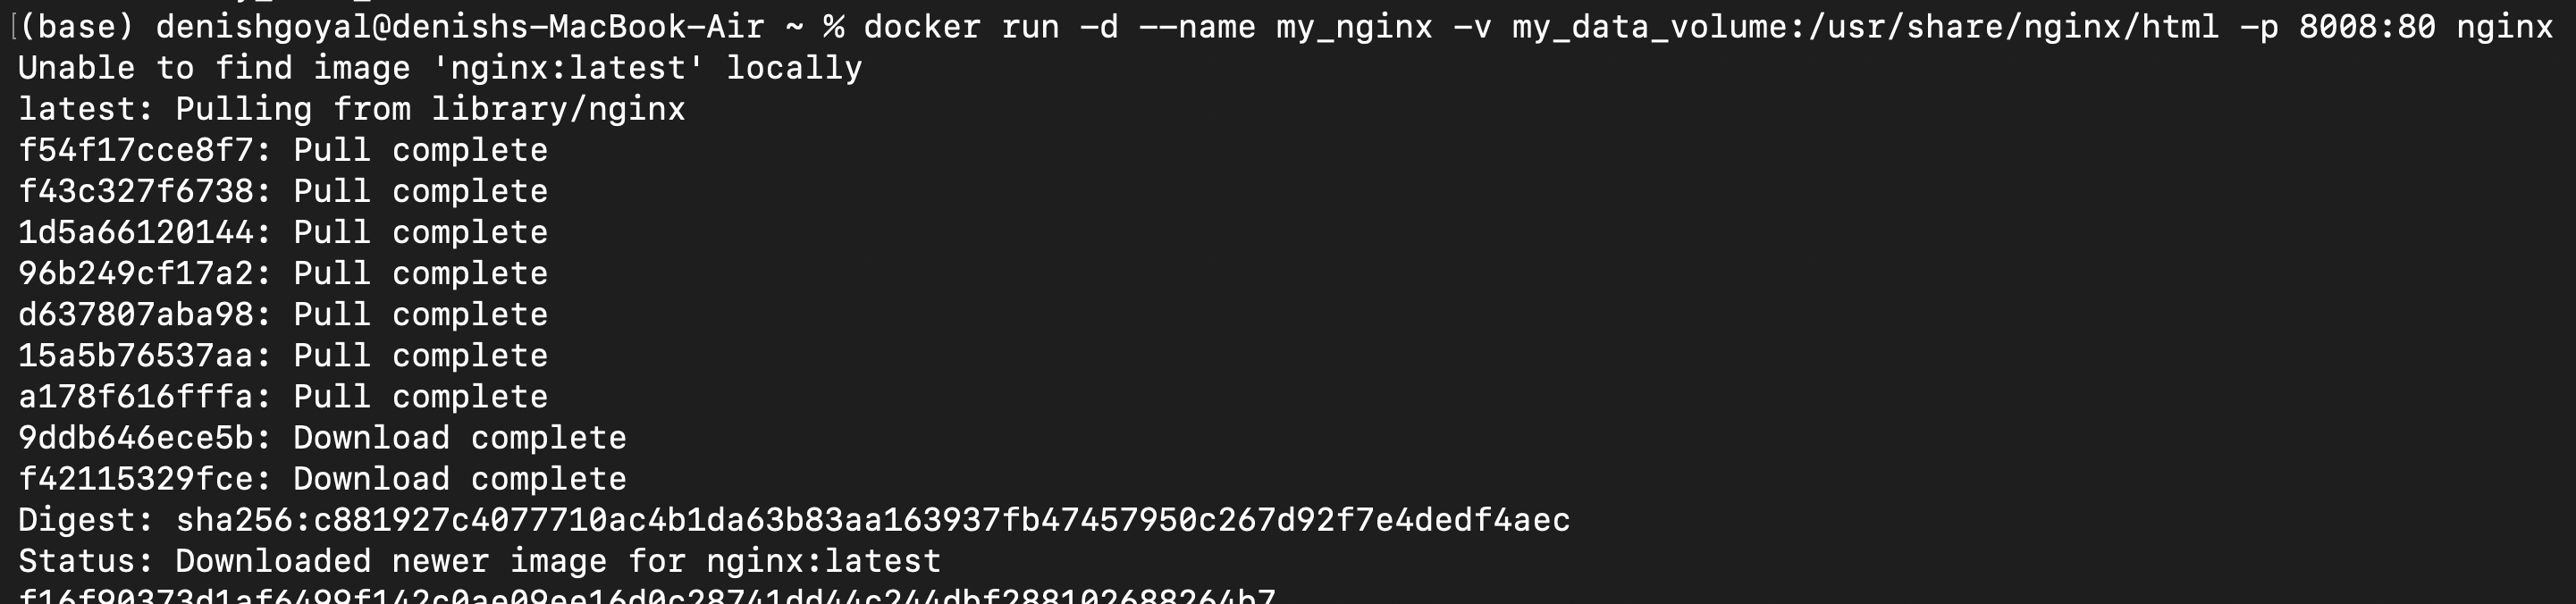 (base) denishgoyal@denishs-MacBook-Air ~ % docker run -d --name my_nginx -v my_data_volume:/usr/share/nginx/html -p 8008:80 nginx
Unable to find image 'nginx:latest' locally
latest: Pulling from library/nginx
f54f17cce8f7: Pull complete
f43c327f6738: Pull complete
1d5a66120144: Pull complete
96b249cf17a2: Pull complete
d637807aba98: Pull complete
15a5b76537aa: Pull complete
a178f616fffa: Pull complete
9ddb646ece5b: Download complete
f42115329fce: Download complete
Digest: sha256:c881927c4077710ac4b1da63b83aa163937fb47457950c267d92f7e4dedf4aec
Status: Downloaded newer image for nginx:latest